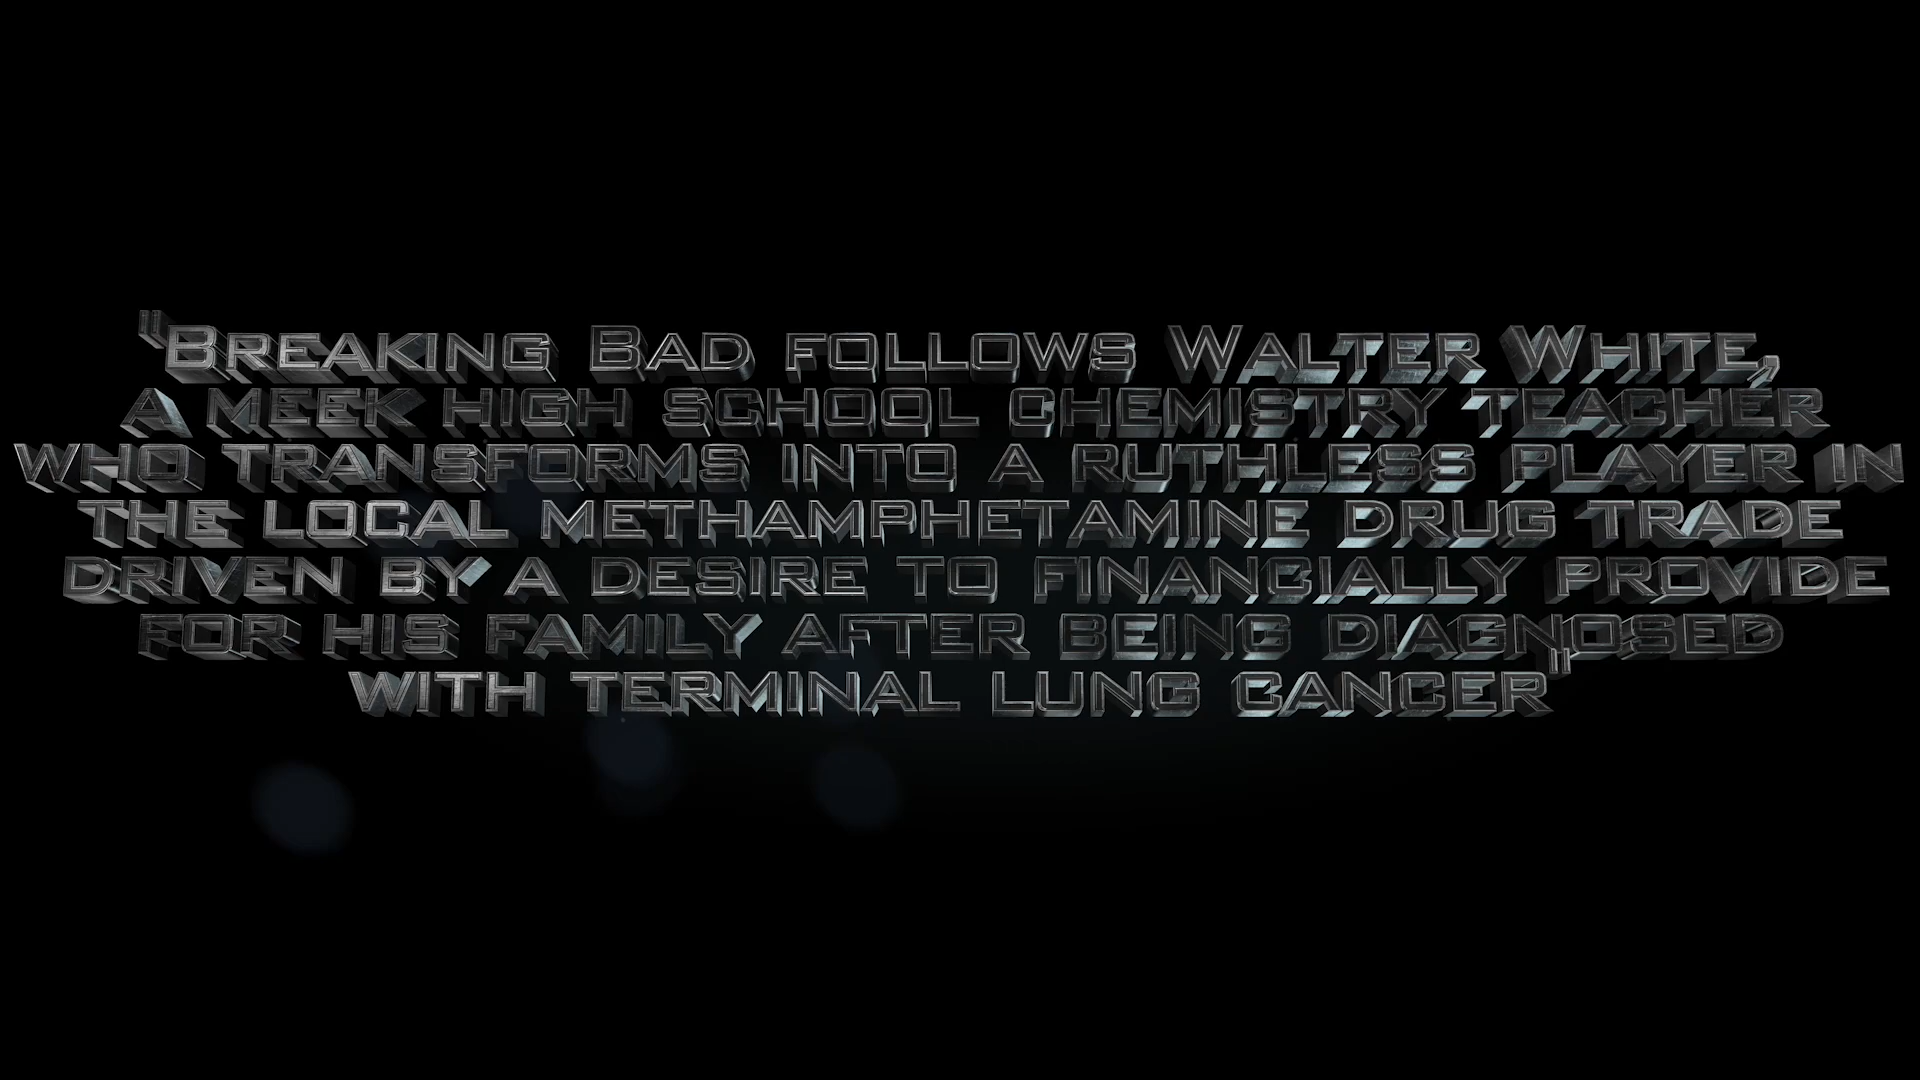 "Breaking Bad follows Walter White,
a meek high school chemistry teacher
who transforms into a ruthless player in
the local methamphetamine drug trade
driven by a desire to financially provide
for his family after being diagnosed
with terminal lung cancer"